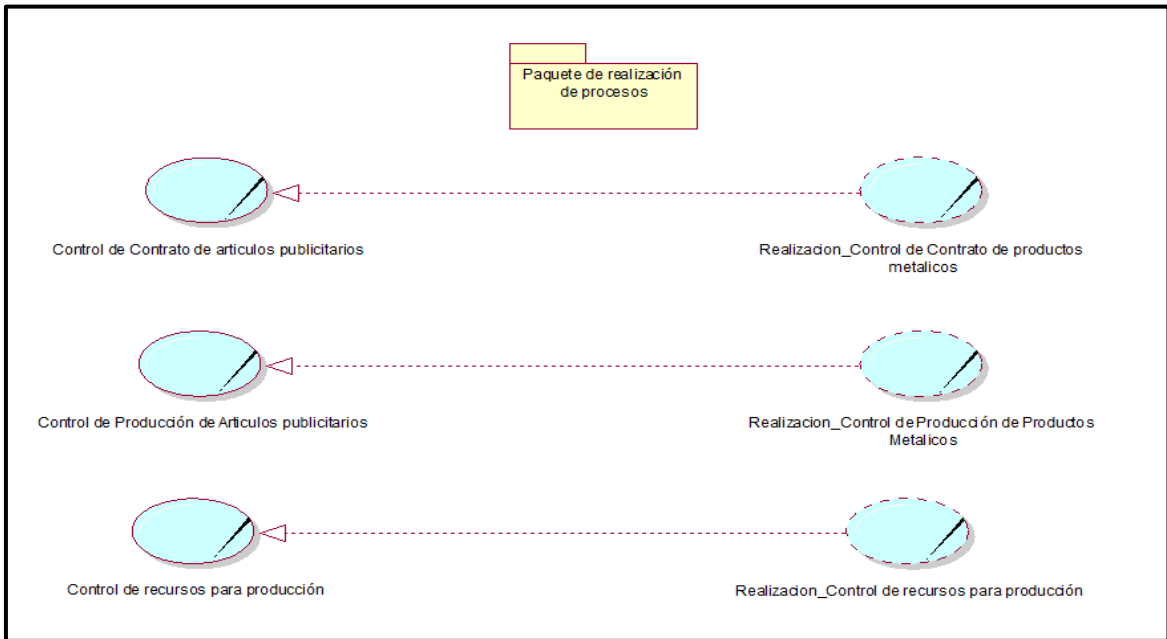 Paquete de realización
de procesos
Control de Contrato de articulos publicitarios
Realizacion_Control de Contrato de productos
metalicos
Control de Producción de Articulos publicitarios
Realizacion_Control de Producción de Productos
Metalicos
Control de recursos para producción
Realizacion_Control de recursos para producción